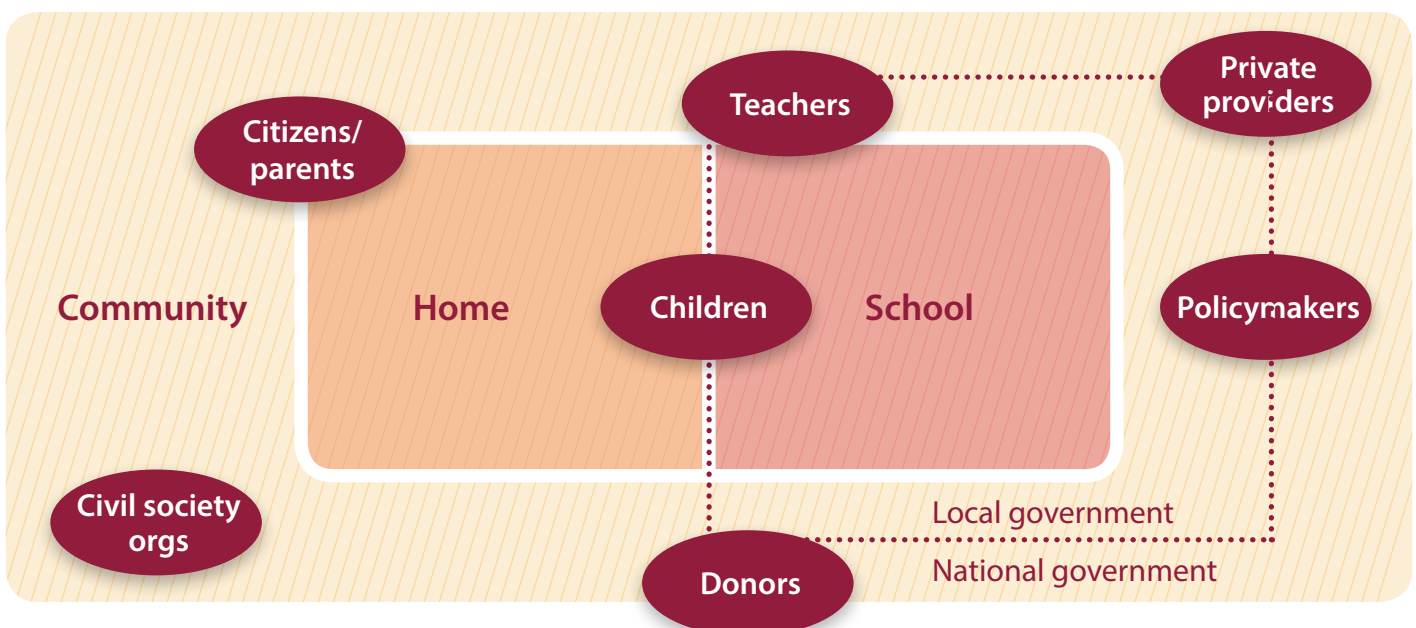 Private
providers
Teachers
Citizens/
parents
Community
Home
Children
School
Policymakers
Civil society
orgs
Local government
National government
Donors